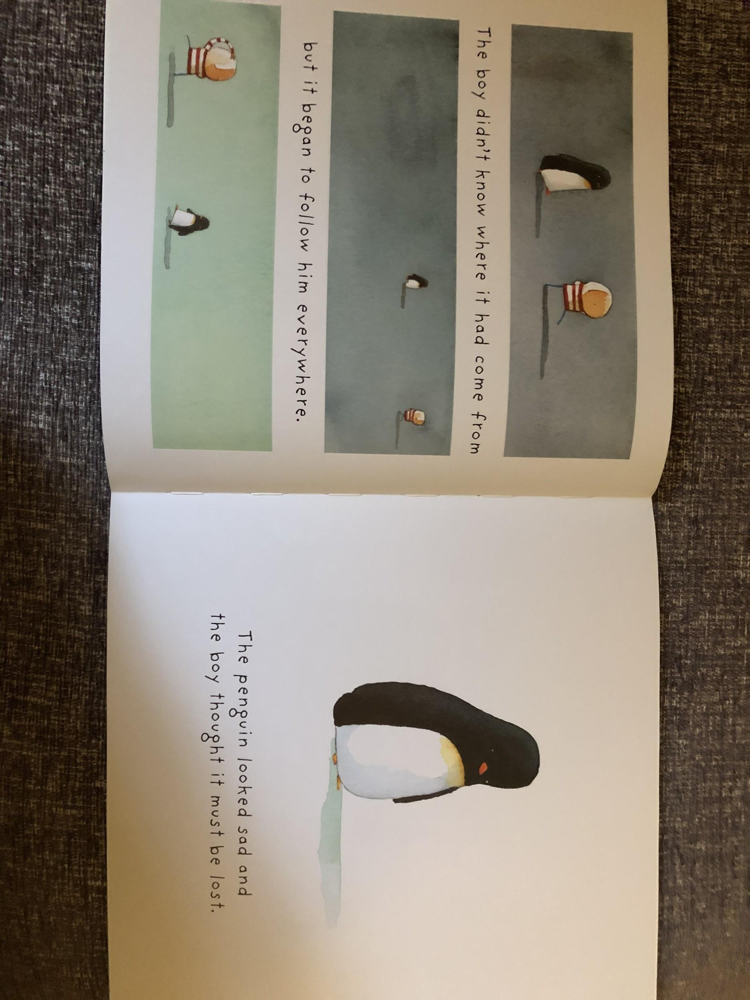 The boy didn't know where it had come from
but it began to follow him everywhere.
The penguin looked sad and
the boy thought it must be lost.